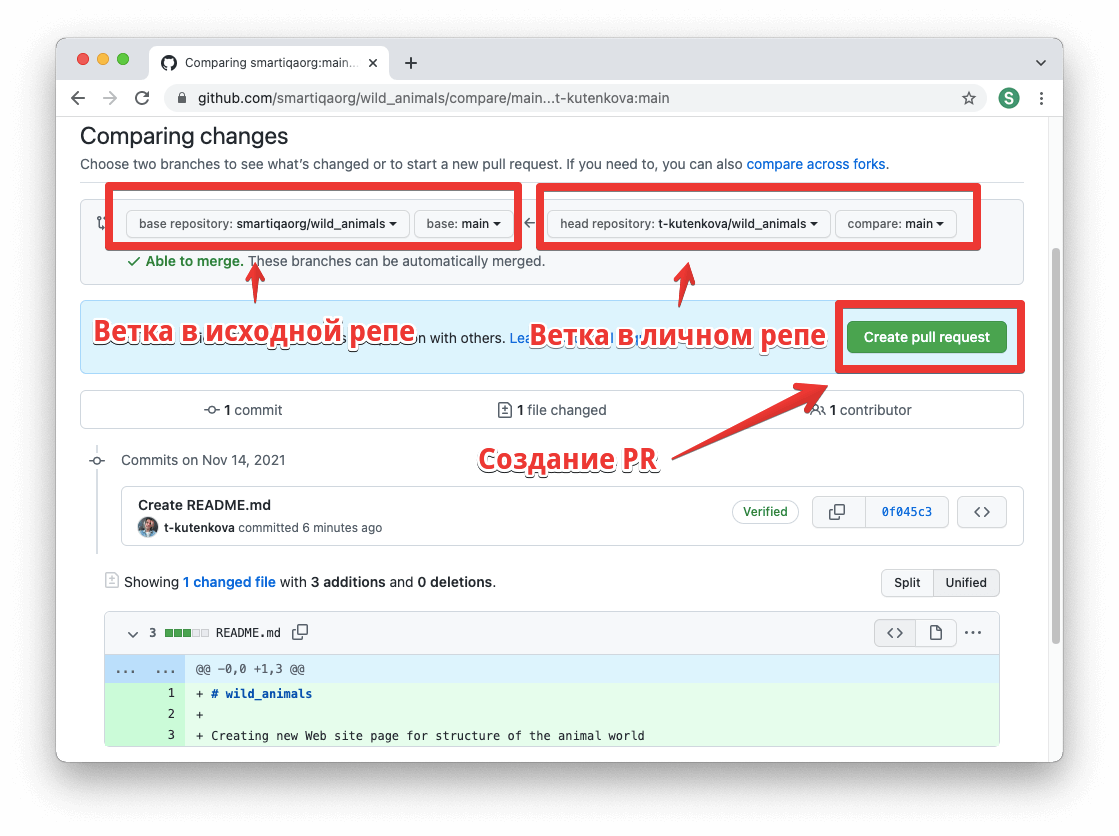 Comparing smartiqaorg:main...
github.com/smartiqaorg/wild_animals/compare/main...t-kutenkova:main
S
Comparing changes
Choose two branches to see what's changed or to start a new pull request. If you need to, you can also compare across forks.
base repository: smartiqaorg/wild_animals base: main head repository: t-kutenkova/wild_animals compare: main
Able to merge. These branches can be automatically merged.
Ветка в исходной репе
with others.
Ветка в личном репе
Create pull request
1 commit 1 file changed 1 contributor
Создание PR
Commits on Nov 14, 2021
Create README.md
t-kutenkova committed 6 minutes ago
Verified 0f045c3
Showing 1 changed file with 3 additions and 0 deletions.
Split Unified
3 README.md
... ... @@ -0,0 +1,3 @@
1 + # wild_animals
2 +
3 + Creating new Web site page for structure of the animal world